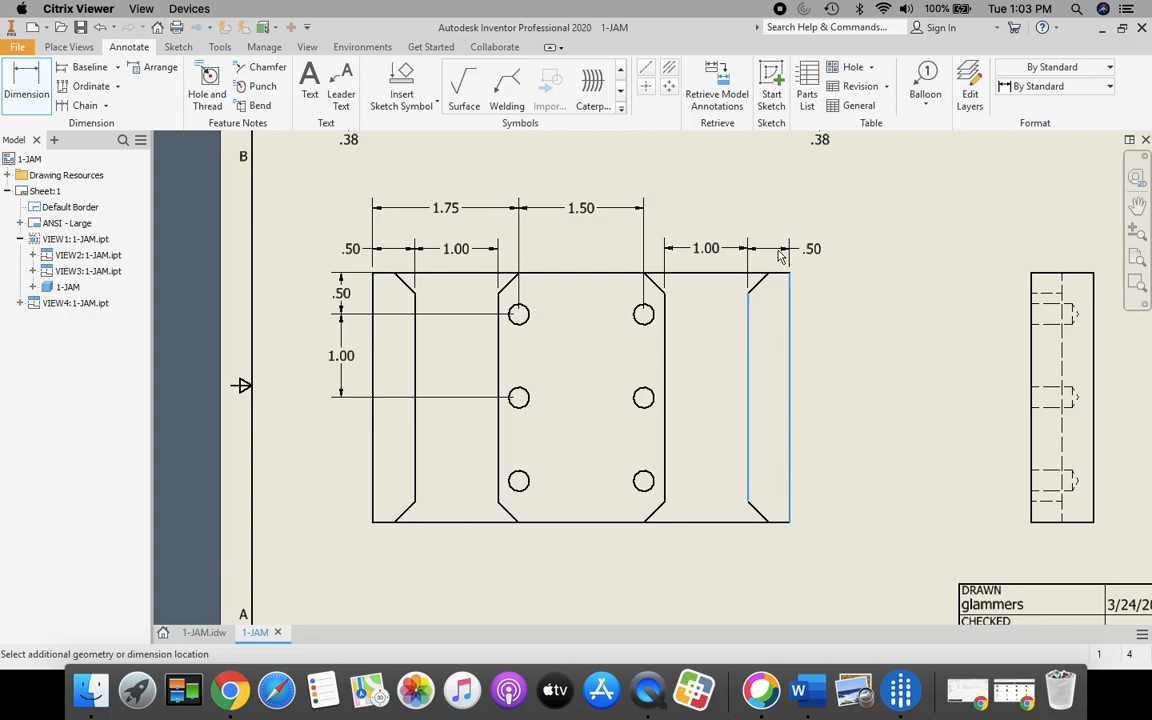 Citrix Viewer View Devices
100% Tue 1:03 PM
Autodesk Inventor Professional 2020 1-JAM
Search Help & Commands... Sign In
File Place Views Annotate Sketch Tools Manage View Environments Get Started Collaborate
Dimension
Baseline
Ordinate
Chain
Arrange
Dimension
Hole and Thread
Chamfer
Punch
Bend
Feature Notes
Text
Leader Text
Text
Insert Sketch Symbol
Surface Welding Impor... Caterp...
Symbols
Retrieve Model Annotations
Retrieve
Start Sketch
Sketch
Parts List
Hole
Revision
General
Table
Balloon
Edit Layers
By Standard
By Standard
Format
Model
1-JAM
Drawing Resources
Sheet:1
Default Border
ANSI - Large
VIEW1:1-JAM.ipt
VIEW2:1-JAM.ipt
VIEW3:1-JAM.ipt
1-JAM
VIEW4:1-JAM.ipt
B
.38 .38
1.75 1.50
.50 1.00 1.00 .50
.50
1.00
A
DRAWN
glammers 3/24/20
CHECKED
1-JAM.idw 1-JAM
Select additional geometry or dimension location 1 4
tv W